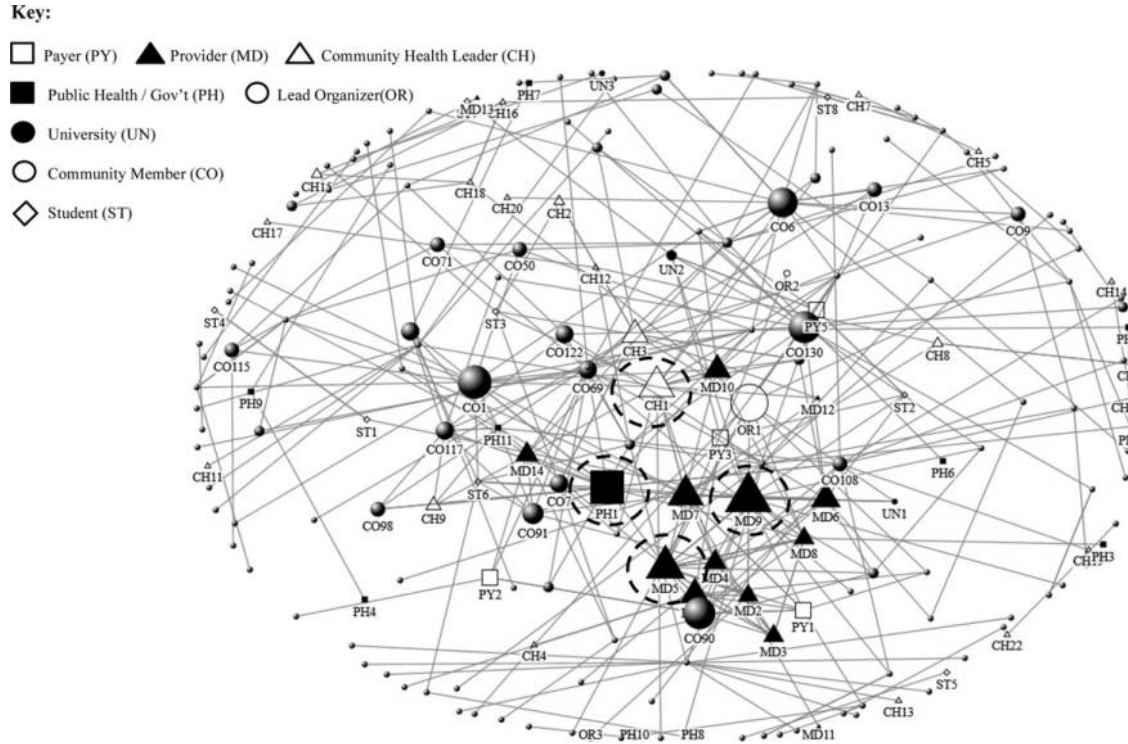 Key:
Payer (PY) Provider (MD) Community Health Leader (CH)
Public Health / Gov't (PH) Lead Organizer(OR)
University (UN)
Community Member (CO)
Student (ST)
PH7 UN3
MD13 CH16 ST8 CH7
CH5
CH15 CH18 CH20 CH2 CO6 CO13
CH17 CO9
CO71 CO50 UN2
CH12 OR2 CH14
ST4 ST3 PY5
CO115 CO122 CH3 CO130 CH8
CO69 MD10
PH9 CO1 CH1 MD12 ST2
ST1 PH11 OR1
CO117 PY3
CH11 MD14 CO108 PH6
ST6 CO7 PH1 MD7 MD9 MD6 UN1
CO98 CH9 CO91
MD8 PH3
PY2 MD5 MD4
PH4 MD2 PY1
CO90 MD3
CH4 CH22
ST5
CH13
OR3 PH10 PH8 MD11